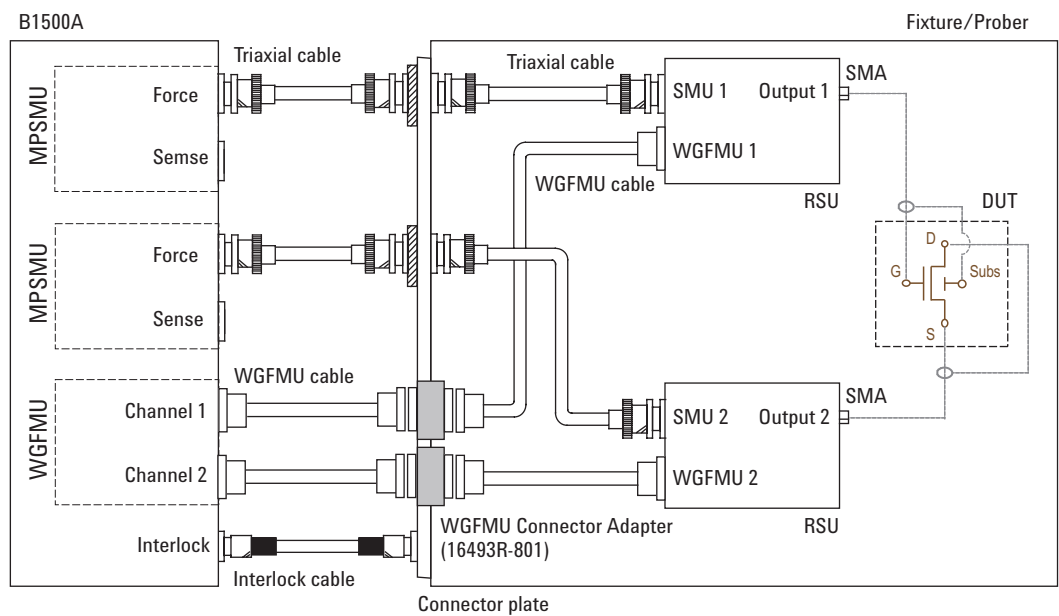 B1500A
Fixture/Prober
MPSMU
Force
Semse
Triaxial cable
Triaxial cable
SMU 1
Output 1
SMA
WGFMU 1
WGFMU cable
RSU
DUT
D
G
Subs
S
MPSMU
Force
Sense
WGFMU
Channel 1
Channel 2
WGFMU cable
SMU 2
Output 2
SMA
WGFMU 2
RSU
WGFMU Connector Adapter
(16493R-801)
Interlock
Interlock cable
Connector plate